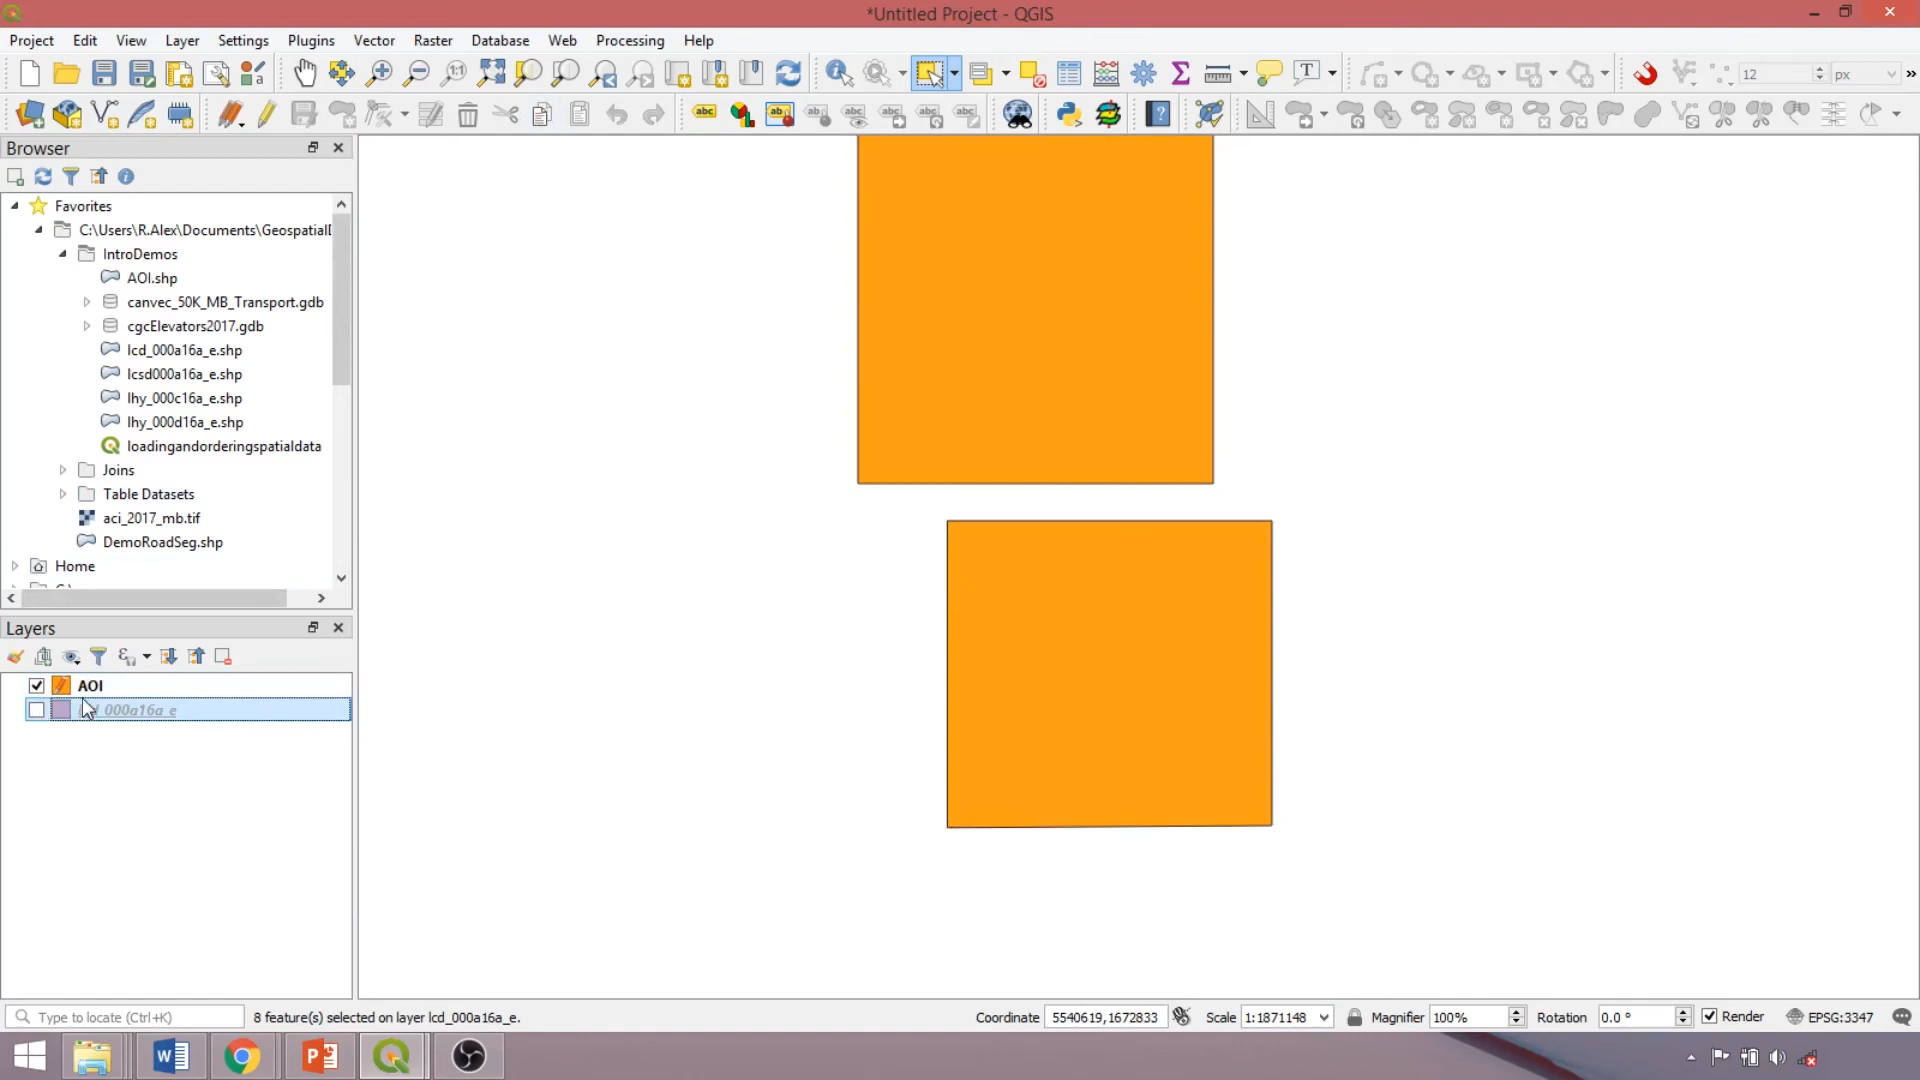 *Untitled Project - QGIS
Project Edit View Layer Settings Plugins Vector Raster Database Web Processing Help
12 px
Browser
Favorites
C:\Users\R.Alex\Documents\Geospatial
IntroDemos
AOI.shp
canvec_50K_MB_Transport.gdb
cgcElevators2017.gdb
lcd_000a16a_e.shp
lcsd000a16a_e.shp
lhy_000c16a_e.shp
lhy_000d16a_e.shp
loadingandorderingspatialdata
Joins
Table Datasets
aci_2017_mb.tif
DemoRoadSeg.shp
Home
Layers
AOI
000a16a_e
Type to locate (Ctrl+K) 8 feature(s) selected on layer lcd_000a16a_e. Coordinate 5540619,1672833 Scale 1:1871148 Magnifier 100% Rotation 0.0 ° Render EPSG:3347